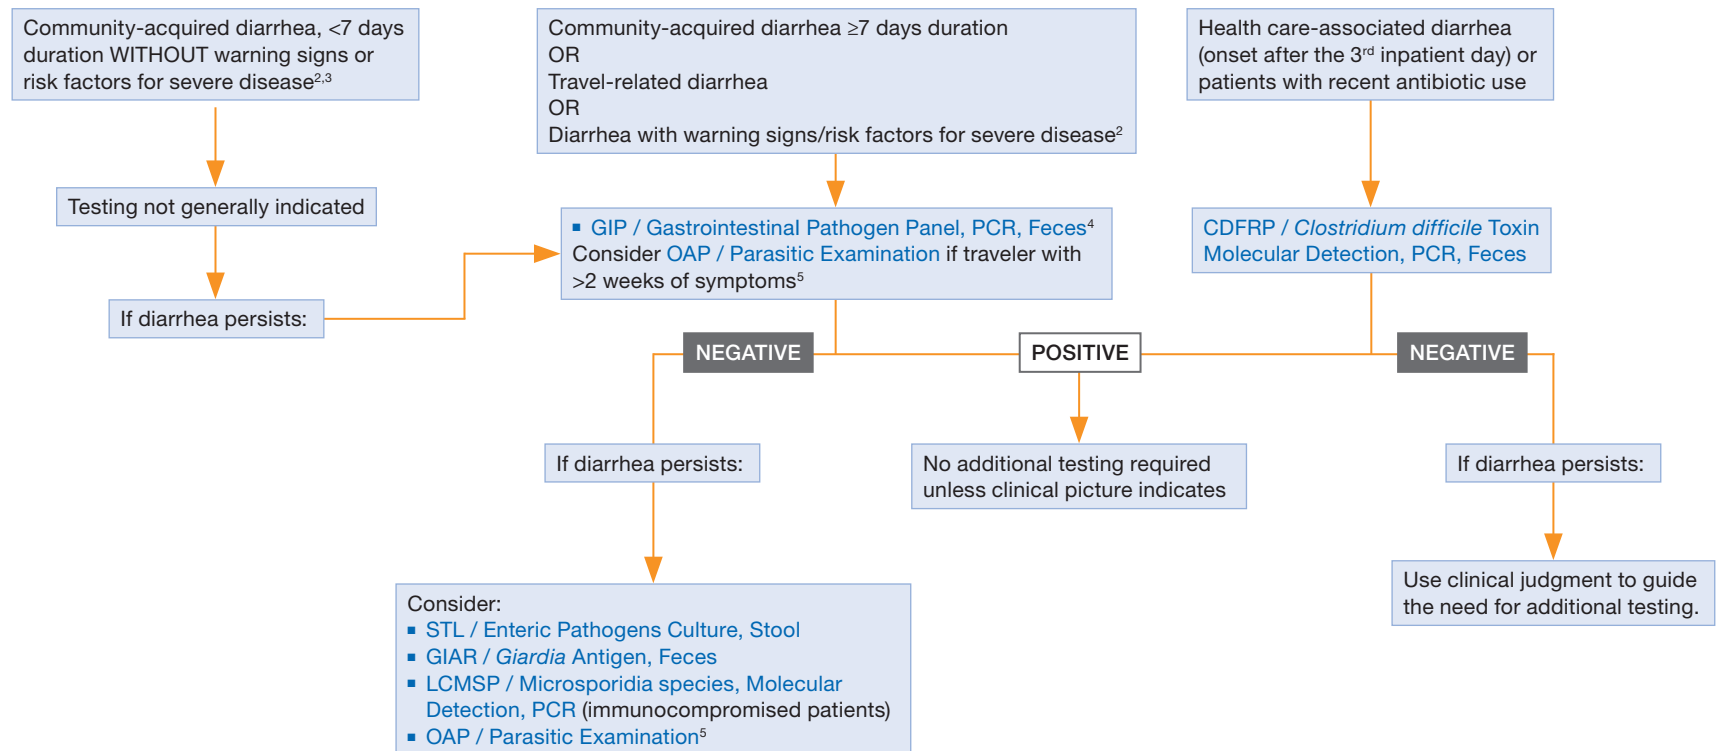 Community-acquired diarrhea, <7 days
duration WITHOUT warning signs or
risk factors for severe disease2,3
Community-acquired diarrhea ≥7 days duration
OR
Travel-related diarrhea
OR
Diarrhea with warning signs/risk factors for severe disease2
Health care-associated diarrhea
(onset after the 3rd inpatient day) or
patients with recent antibiotic use
Testing not generally indicated
▪ GIP / Gastrointestinal Pathogen Panel, PCR, Feces4
Consider OAP / Parasitic Examination if traveler with
>2 weeks of symptoms5
CDFRP / Clostridium difficile Toxin
Molecular Detection, PCR, Feces
If diarrhea persists:
NEGATIVE
POSITIVE
NEGATIVE
If diarrhea persists:
No additional testing required
unless clinical picture indicates
If diarrhea persists:
Consider:
▪ STL / Enteric Pathogens Culture, Stool
▪ GIAR / Giardia Antigen, Feces
▪ LCMSP / Microsporidia species, Molecular
Detection, PCR (immunocompromised patients)
▪ OAP / Parasitic Examination5
Use clinical judgment to guide
the need for additional testing.